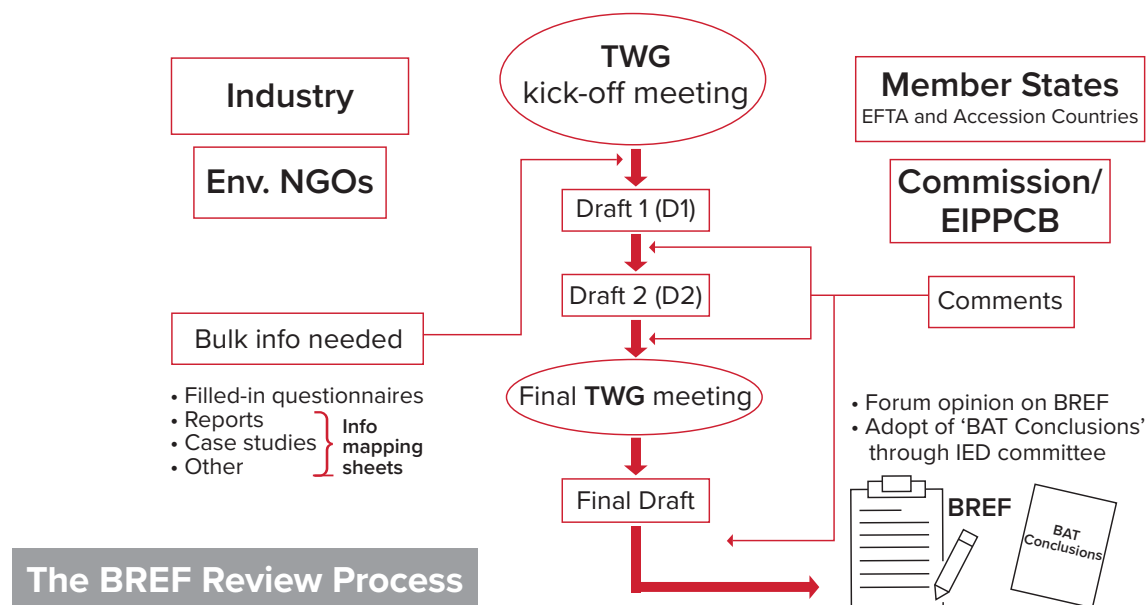 TWG
kick-off meeting
Industry
Env. NGOs
Member States
EFTA and Accession Countries
Commission/
EIPPCB
Draft 1 (D1)
Draft 2 (D2)
Comments
Bulk info needed
• Filled-in questionnaires
• Reports
• Case studies
• Other
Info
mapping
sheets
Final TWG meeting
Final Draft
• Forum opinion on BREF
• Adopt of ‘BAT Conclusions’
through IED committee
BREF
BAT
Conclusions
The BREF Review Process